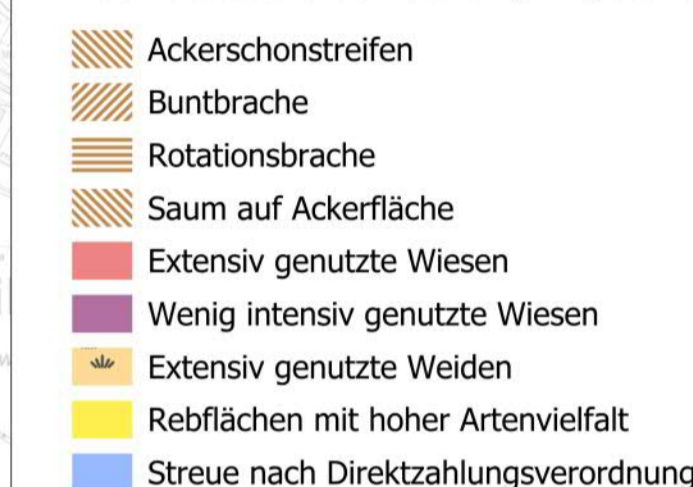 Ackerschonstreifen
Buntbrache
Rotationsbrache
Saum auf Ackerfläche
Extensiv genutzte Wiesen
Wenig intensiv genutzte Wiesen
Extensiv genutzte Weiden
Rebflächen mit hoher Artenvielfalt
Streue nach Direktzahlungsverordnung